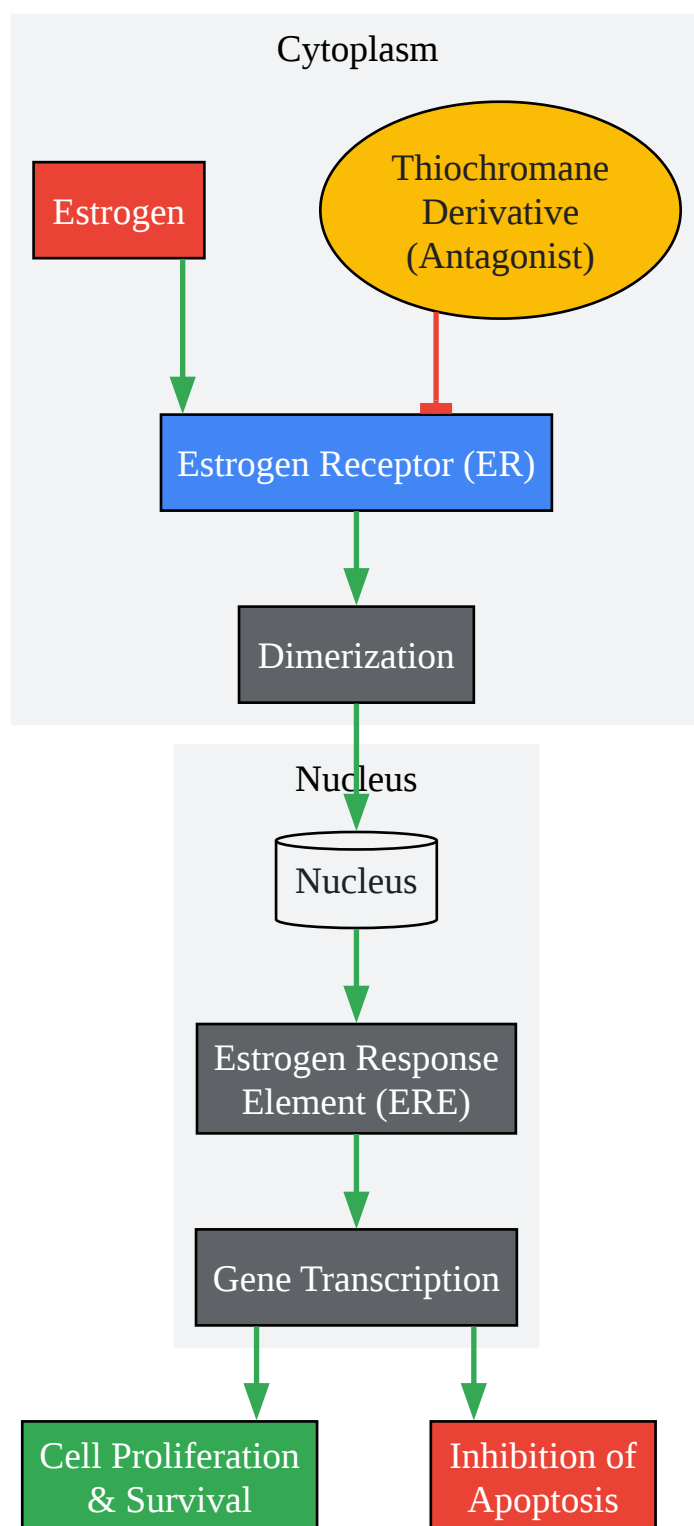 Cytoplasm
Estrogen
Thiochromane
Derivative
(Antagonist)
Estrogen Receptor (ER)
Dimerization
Nucleus
Nucleus
Estrogen Response
Element (ERE)
Gene Transcription
Cell Proliferation
& Survival
Inhibition of
Apoptosis